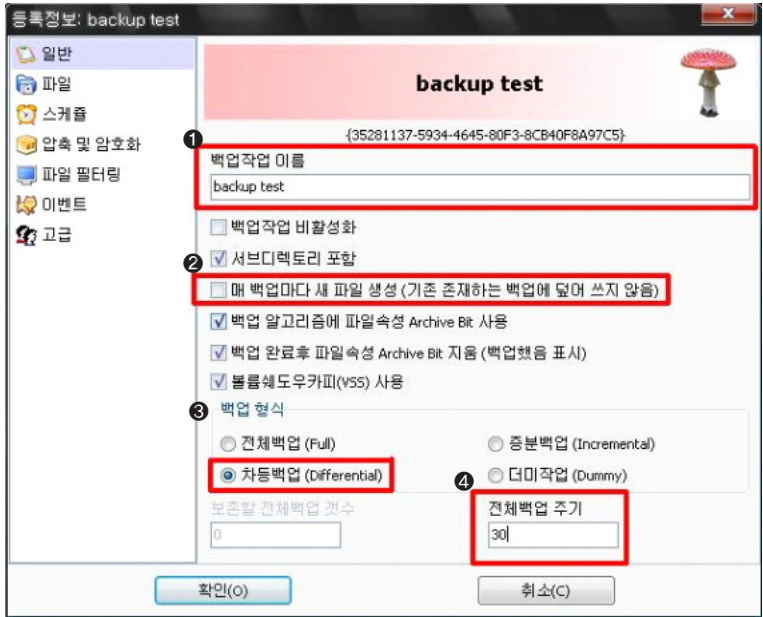 등록정보: backup test
일반
파일
스케쥴
압축 및 암호화
파일 필터링
이벤트
고급
backup test
{35281137-5934-4645-80F3-8CB40F8A97C5}
❶
백업작업 이름
backup test
백업작업 비활성화
서브디렉토리 포함
❷
매 백업마다 새 파일 생성 (기존 존재하는 백업에 덮어 쓰지 않음)
백업 알고리즘에 파일속성 Archive Bit 사용
백업 완료후 파일속성 Archive Bit 지움 (백업했음 표시)
볼륨쉐도우카피(VSS) 사용
❸ 백업 형식
전체백업 (Full) 증분백업 (Incremental)
차등백업 (Differential) 더미작업 (Dummy)
❹
보존할 전체백업 갯수 전체백업 주기
0 30
확인(O) 취소(C)